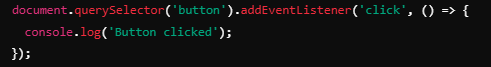 document.querySelector('button').addEventListener('click', () => {
  console.log('Button clicked');
});